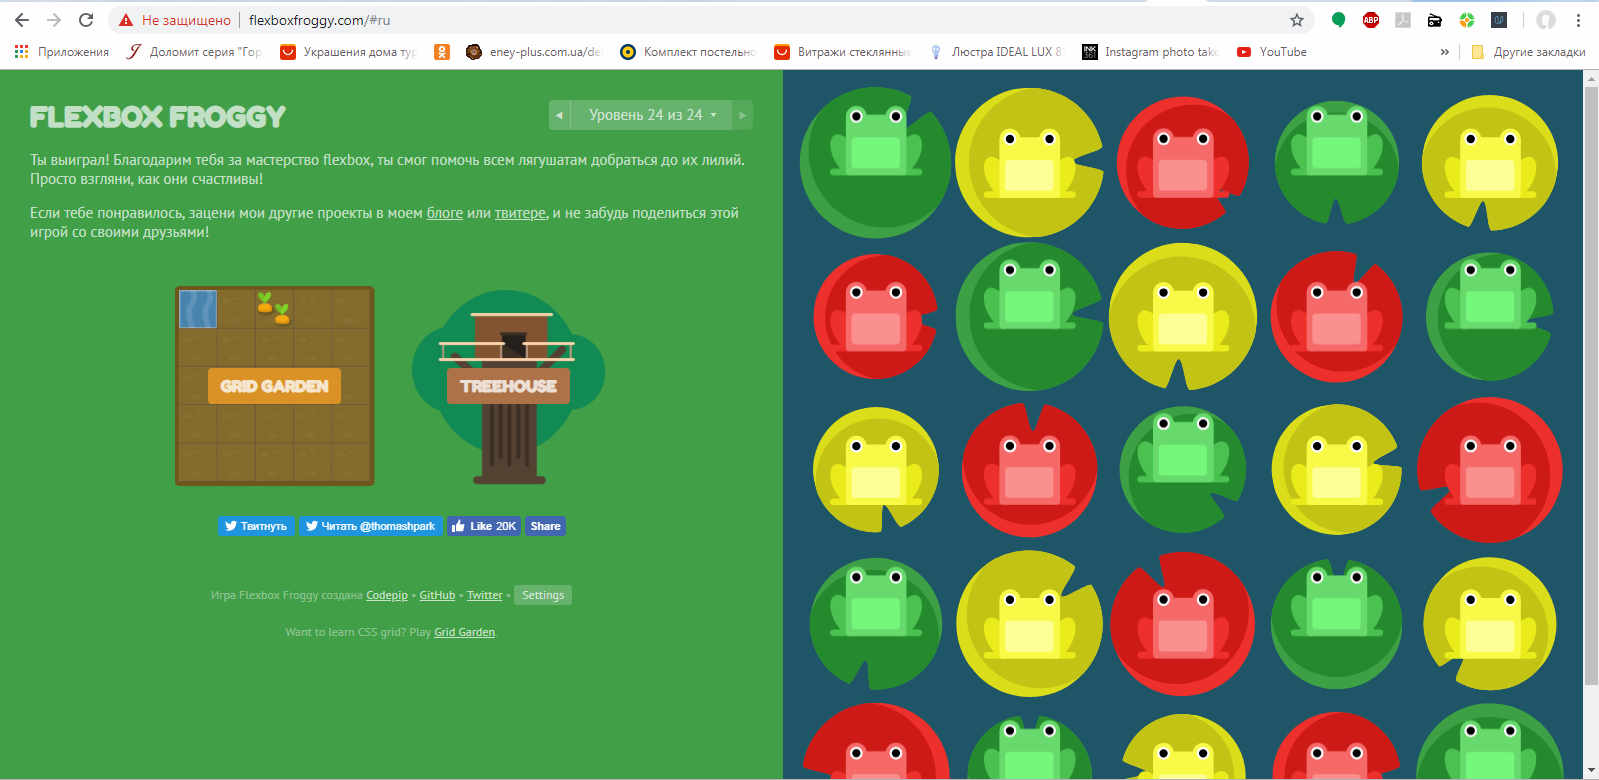 Не защищено flexboxfroggy.com/#ru
ABP
Приложения Доломит серия "Гор Украшения дома тур eney-plus.com.ua/de Комплект постельно Витражи стеклянные Люстра IDEAL LUX 8 INK 361 Instagram photo take YouTube » Другие закладки
FLEXBOX FROGGY
Уровень 24 из 24
Ты выиграл! Благодарим тебя за мастерство flexbox, ты смог помочь всем лягушатам добраться до их лилий.
Просто взгляни, как они счастливы!
Если тебе понравилось, зацени мои другие проекты в моем блоге или твитере, и не забудь поделиться этой
игрой со своими друзьями!
GRID GARDEN
TREEHOUSE
Твитнуть Читать @thomashpark Like 20K Share
Игра Flexbox Froggy создана Codepip • GitHub • Twitter • Settings
Want to learn CSS grid? Play Grid Garden.